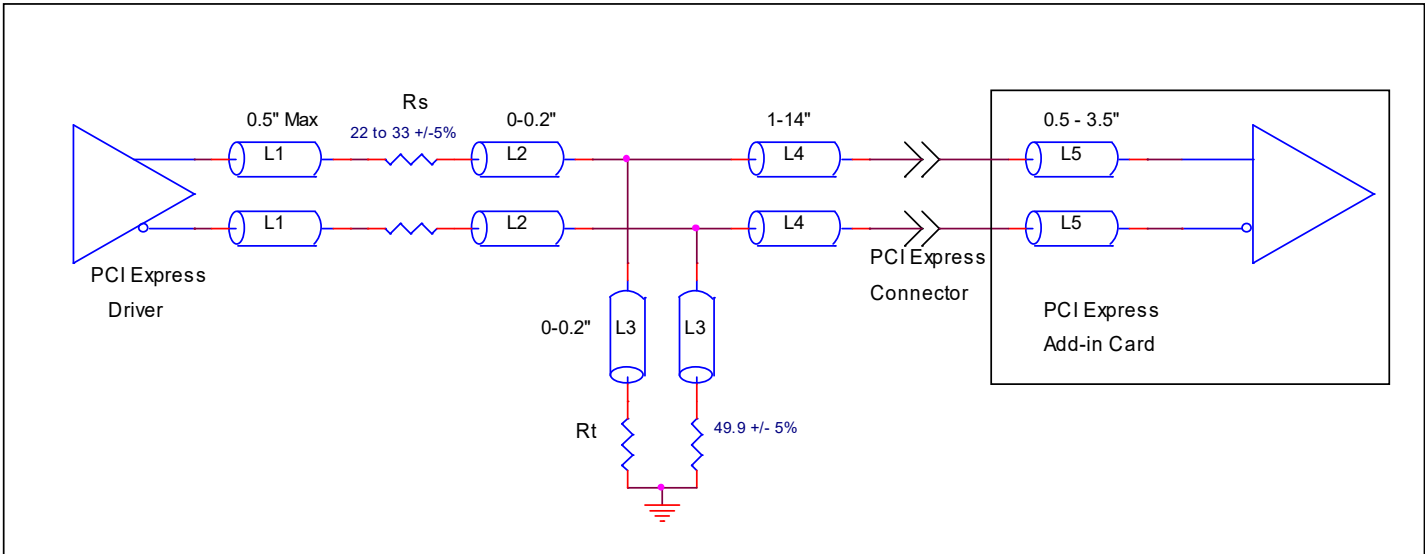 Rs
0.5" Max
22 to 33 +/-5%
0-0.2"
1-14"
0.5 - 3.5"
L1
L2
L4
L5
L1
L2
L4
L5
PCI Express
Driver
PCI Express
Connector
0-0.2"
L3
L3
PCI Express
Add-in Card
Rt
49.9 +/- 5%